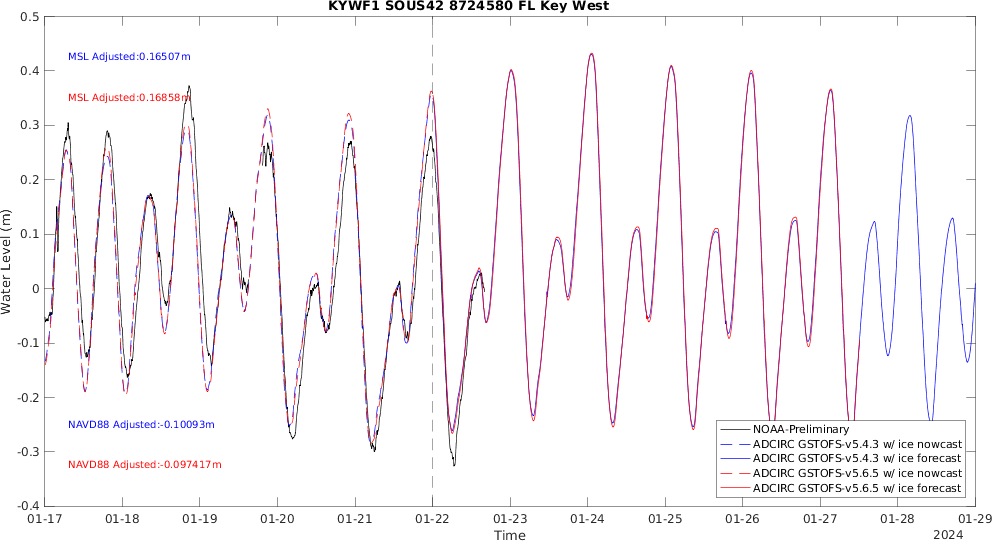 KYWF1 SOUS42 8724580 FL Key West
0.5
0.4
0.3
0.2
0.1
0
-0.1
-0.2
-0.3
-0.4
Water Level (m)
MSL Adjusted:0.16507m
MSL Adjusted:0.16858m
NAVD88 Adjusted:-0.10093m
NAVD88 Adjusted:-0.097417m
NOAA-Preliminary
ADCIRC GSTOFS-v5.4.3 w/ ice nowcast
ADCIRC GSTOFS-v5.4.3 w/ ice forecast
ADCIRC GSTOFS-v5.6.5 w/ ice nowcast
ADCIRC GSTOFS-v5.6.5 w/ ice forecast
01-17 01-18 01-19 01-20 01-21 01-22 01-23 01-24 01-25 01-26 01-27 01-28 01-29
Time
2024